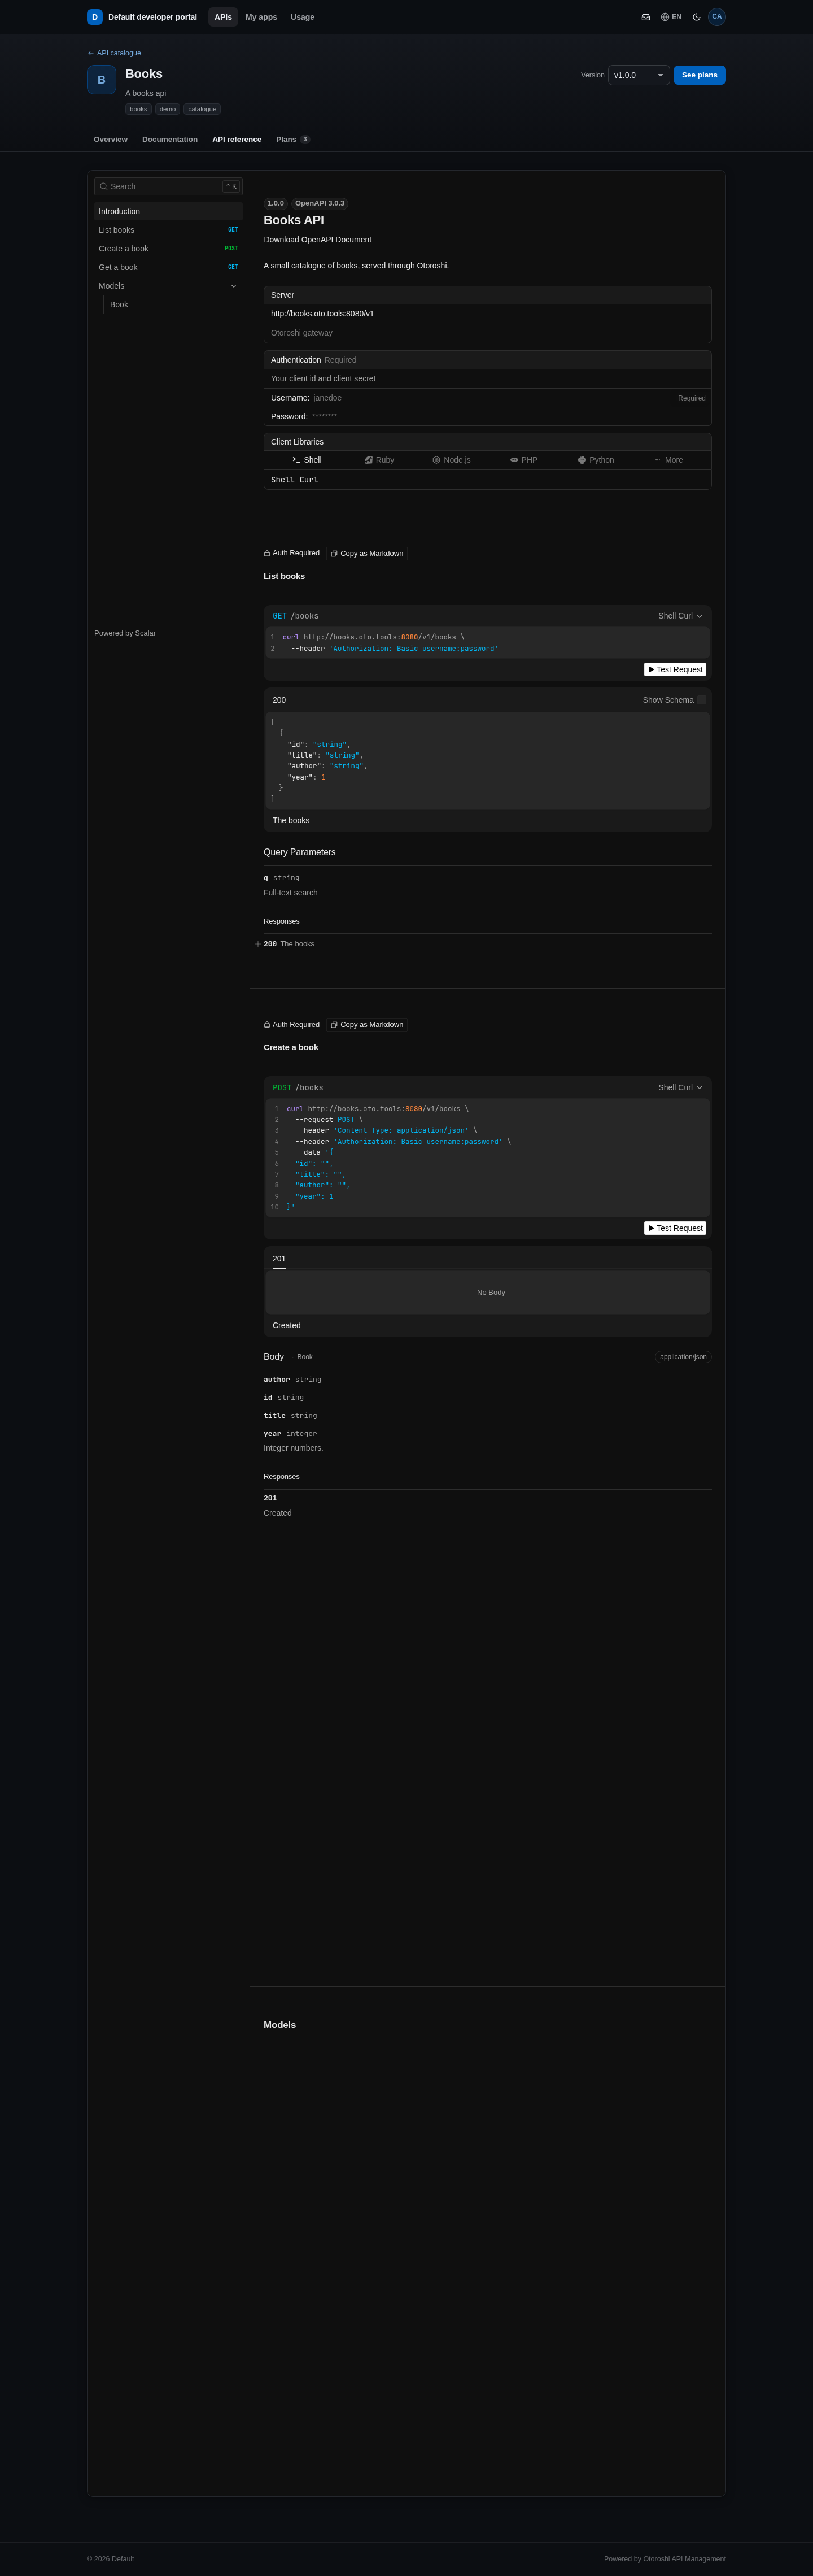 D Default developer portal APIs My apps Usage EN CA
← API catalogue
B Books
A books api
books demo catalogue
Version v1.0.0 See plans
Overview Documentation API reference Plans 3
Search ⌃ K
Introduction
List books GET
Create a book POST
Get a book GET
Models
Book
Powered by Scalar
1.0.0 OpenAPI 3.0.3
Books API
Download OpenAPI Document
A small catalogue of books, served through Otoroshi.
Server
http://books.oto.tools:8080/v1
Otoroshi gateway
Authentication Required
Your client id and client secret
Username: janedoe Required
Password: ********
Client Libraries
Shell Ruby Node.js PHP Python More
Shell Curl
Auth Required Copy as Markdown
List books
GET /books Shell Curl
1 curl http://books.oto.tools:8080/v1/books \
2 --header 'Authorization: Basic username:password'
Test Request
200 Show Schema
[
{
"id": "string",
"title": "string",
"author": "string",
"year": 1
}
]
The books
Query Parameters
q string
Full-text search
Responses
200 The books
Auth Required Copy as Markdown
Create a book
POST /books Shell Curl
1 curl http://books.oto.tools:8080/v1/books \
2 --request POST \
3 --header 'Content-Type: application/json' \
4 --header 'Authorization: Basic username:password' \
5 --data '{
6 "id": "",
7 "title": "",
8 "author": "",
9 "year": 1
10 }'
Test Request
201
No Body
Created
Body · Book application/json
author string
id string
title string
year integer
Integer numbers.
Responses
201
Created
Models
© 2026 Default Powered by Otoroshi API Management